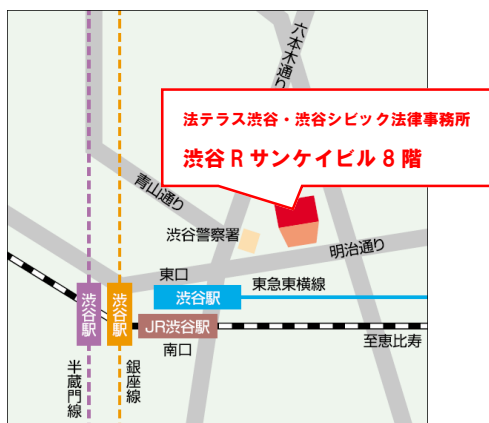 六本木通り
法テラス渋谷・渋谷シビック法律事務所
渋谷Rサンケイビル8階
青山通り
渋谷警察署
明治通り
東口
渋谷駅
東急東横線
渋谷駅
渋谷駅
JR渋谷駅
南口
至恵比寿
半蔵門線
銀座線